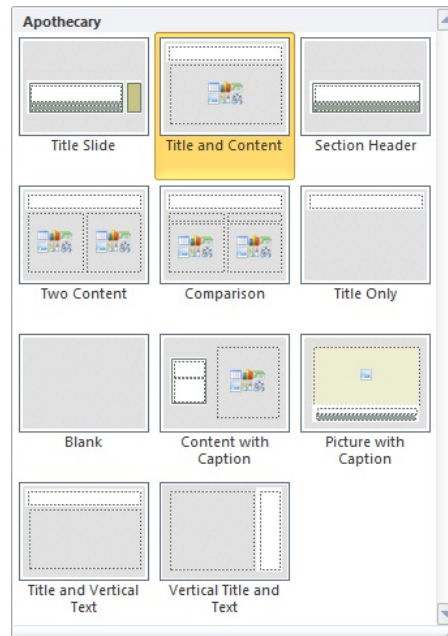 Apothecary
Title Slide
Title and Content
Section Header
Two Content
Comparison
Title Only
Blank
Content with
Caption
Picture with
Caption
Title and Vertical
Text
Vertical Title and
Text